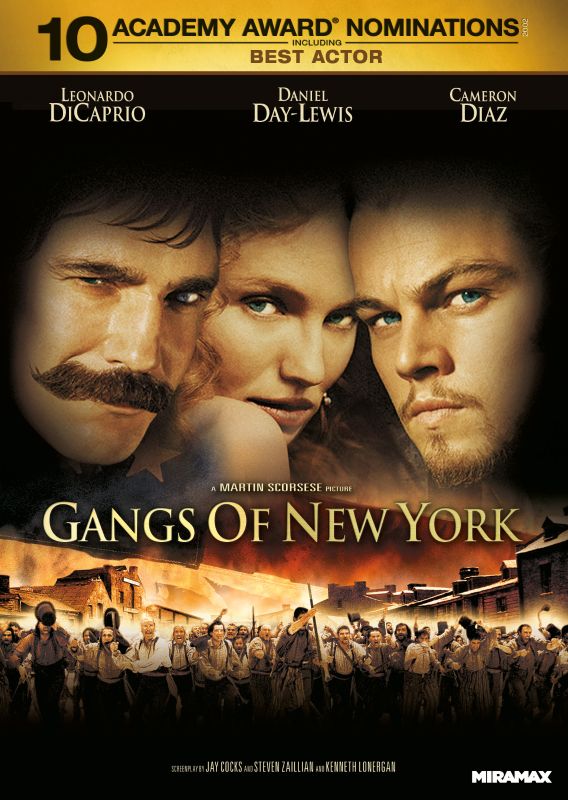 10 ACADEMY AWARD® NOMINATIONS 2002
INCLUDING
BEST ACTOR
LEONARDO DICAPRIO
DANIEL DAY-LEWIS
CAMERON DIAZ
A MARTIN SCORSESE PICTURE
GANGS OF NEW YORK
SCREENPLAY BY JAY COCKS AND STEVEN ZAILLIAN AND KENNETH LONERGAN
MIRAMAX